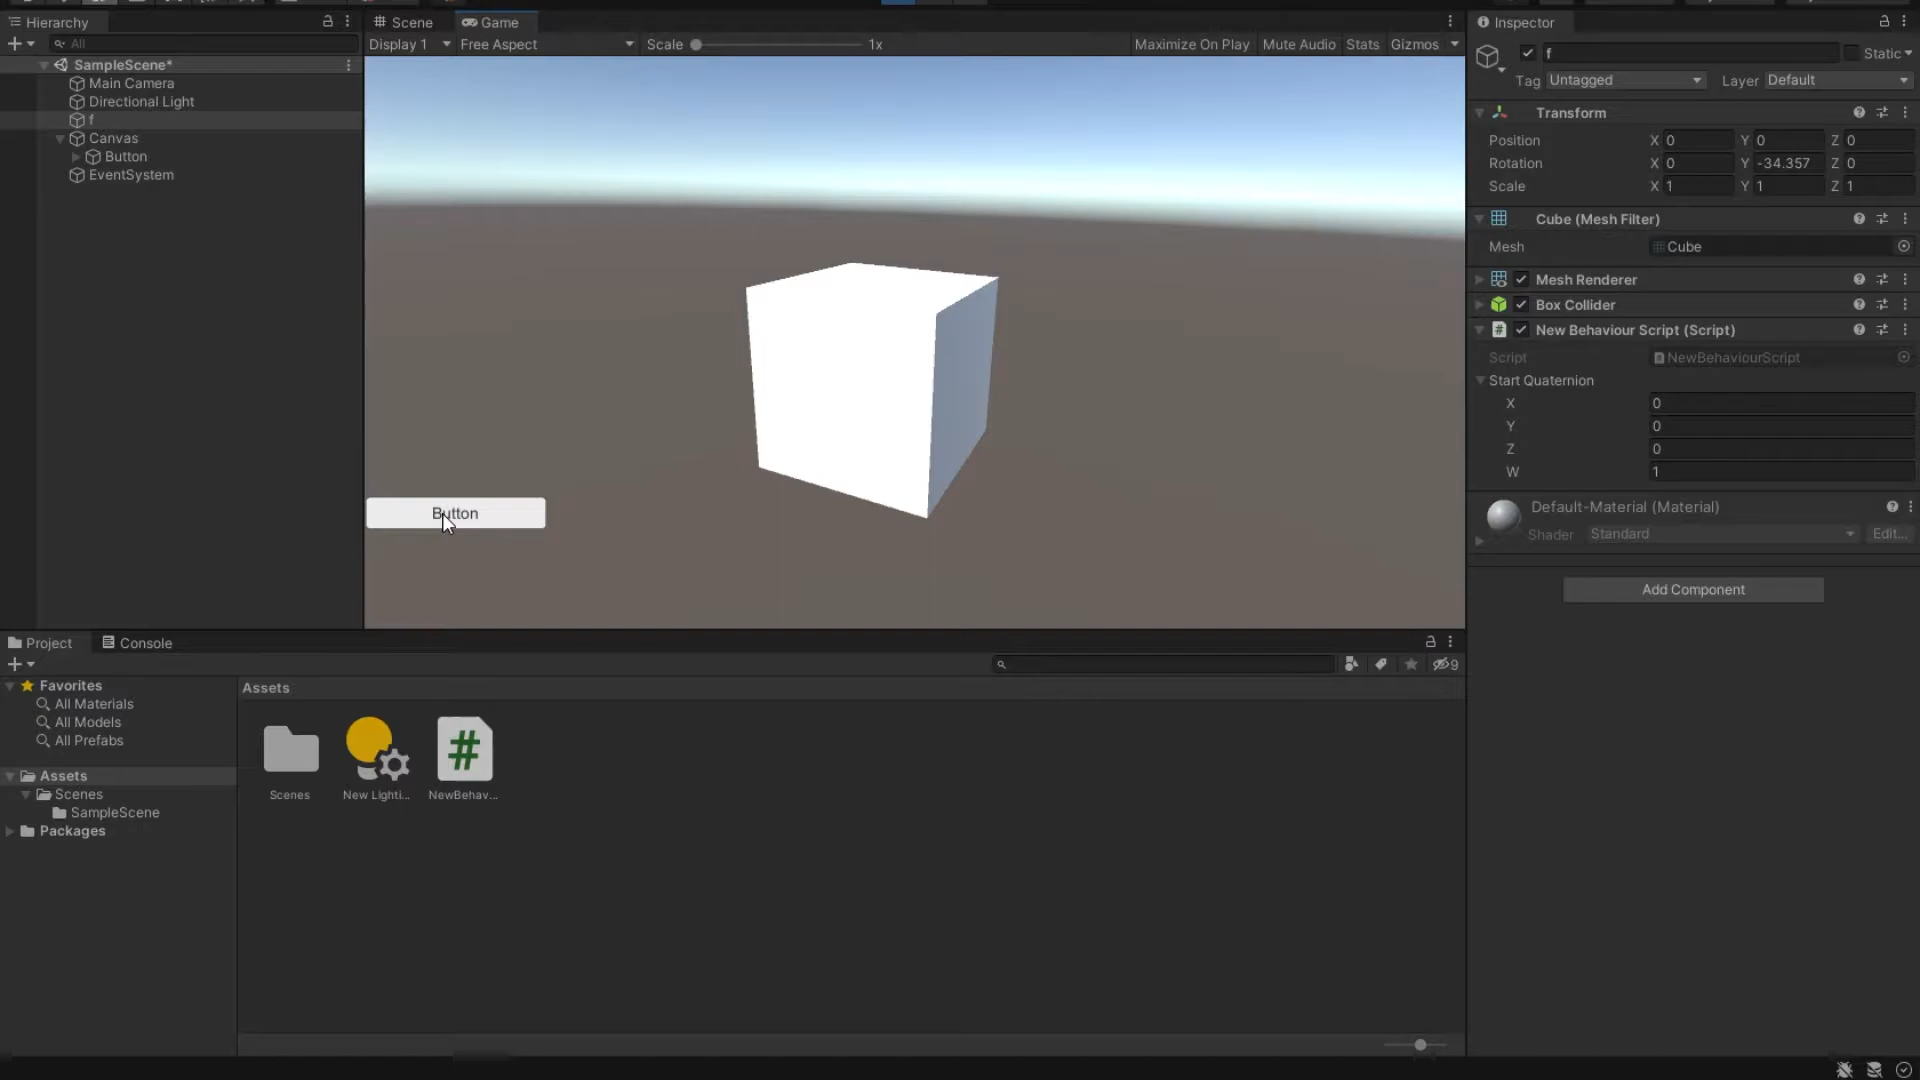 Hierarchy
All
SampleScene*
Main Camera
Directional Light
f
Canvas
Button
EventSystem
Scene
Game
Display 1
Free Aspect
Scale
1x
Maximize On Play
Mute Audio
Stats
Gizmos
Button
Inspector
f
Static
Tag
Untagged
Layer
Default
Transform
Position
X 0
Y 0
Z 0
Rotation
X 0
Y -34.357
Z 0
Scale
X 1
Y 1
Z 1
Cube (Mesh Filter)
Mesh
Cube
Mesh Renderer
Box Collider
New Behaviour Script (Script)
Script
NewBehaviourScript
Start Quaternion
X 0
Y 0
Z 0
W 1
Default-Material (Material)
Shader
Standard
Edit...
Add Component
Project
Console
9
Favorites
All Materials
All Models
All Prefabs
Assets
Scenes
SampleScene
Packages
Assets
Scenes
New Lighti...
NewBehav...